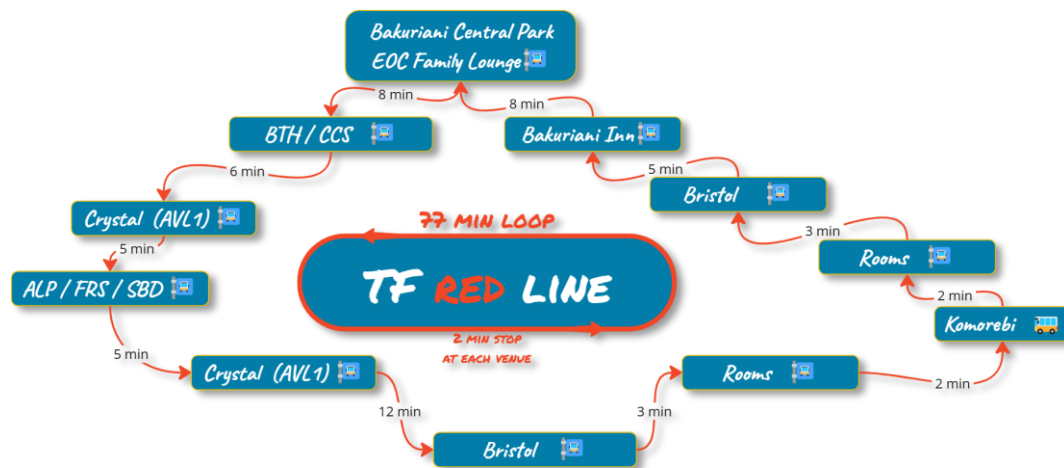 Bakuriani Central Park
EOC Family Lounge
8 min
8 min
BTH / CCS
Bakuriani Inn
6 min
5 min
Bristol
Crystal (AVL1)
77 MIN LOOP
5 min
3 min
Rooms
ALP / FRS / SBD
TF RED LINE
2 min
Komorebi
2 MIN STOP
AT EACH VENUE
5 min
Crystal (AVL1)
Rooms
2 min
12 min
3 min
Bristol